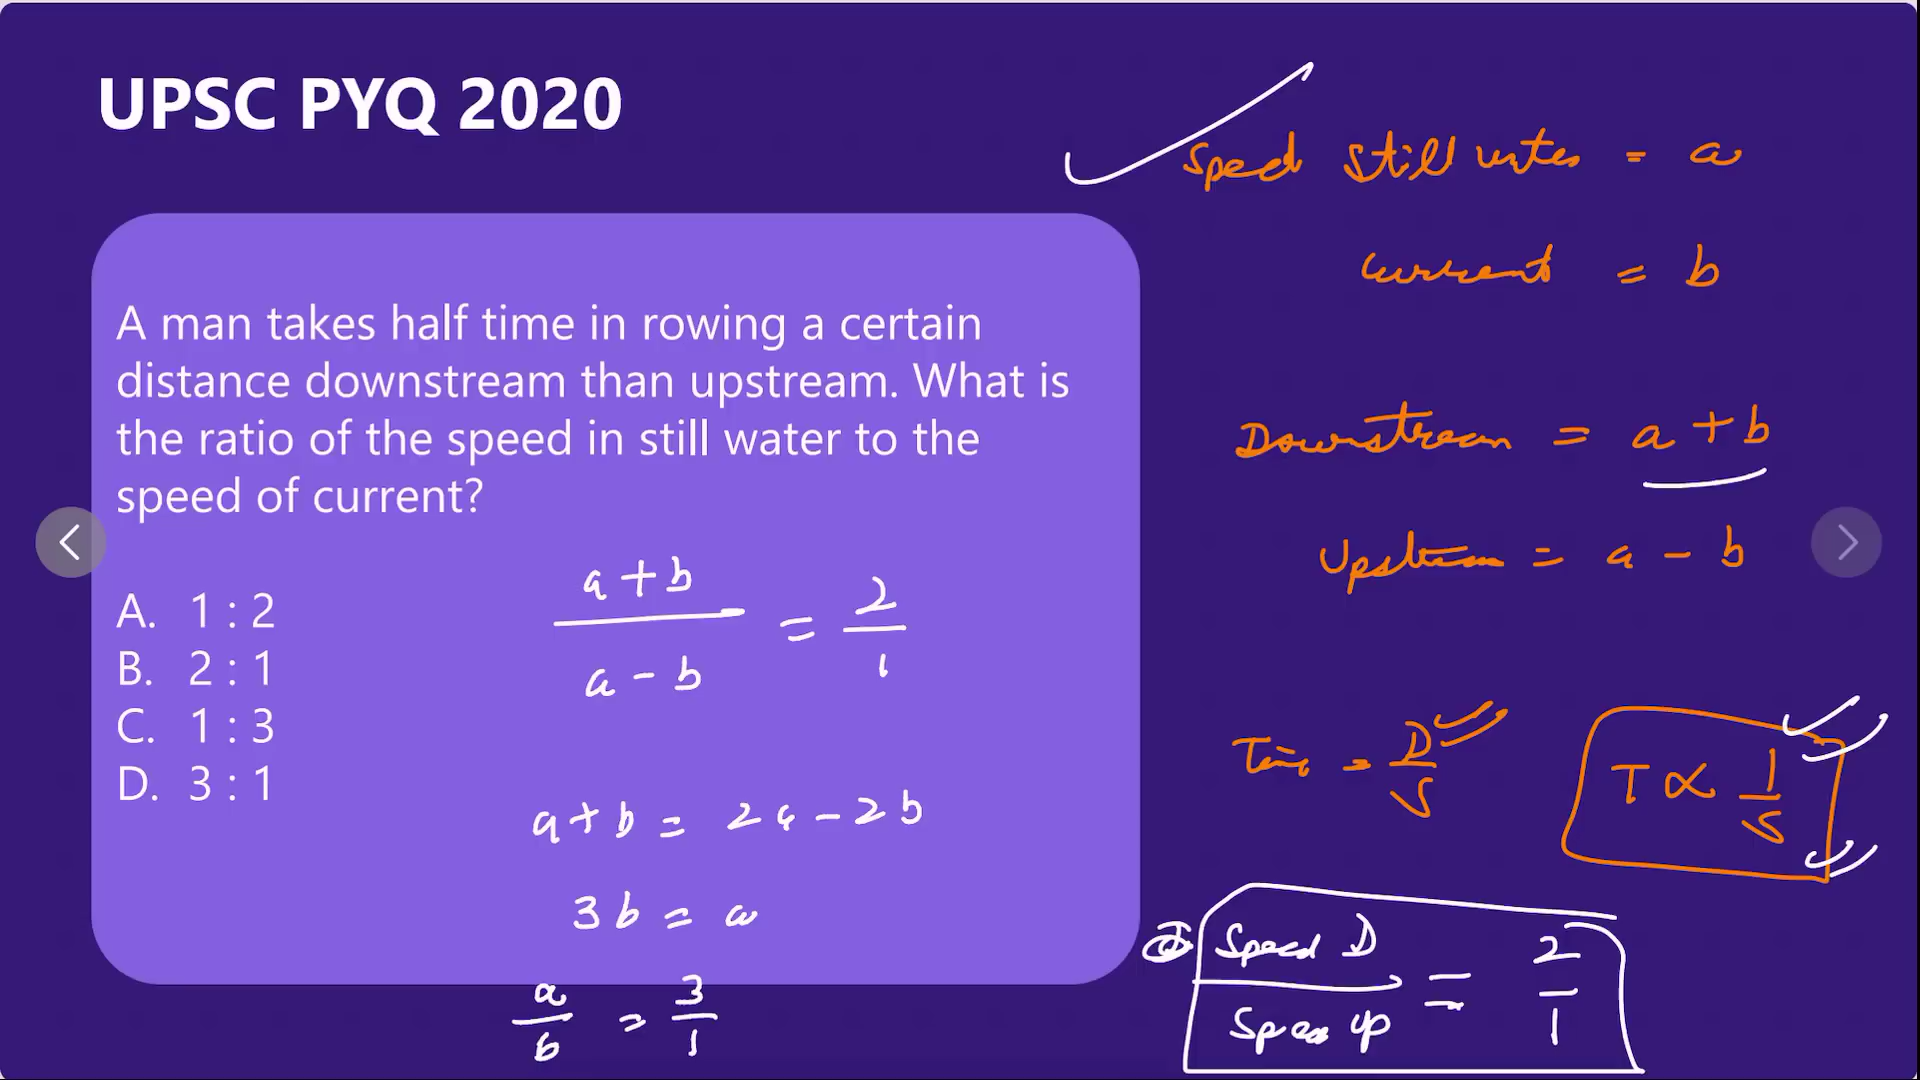 UPSC PYQ 2020
A man takes half time in rowing a certain
distance downstream than upstream. What is
the ratio of the speed in still water to the
speed of current?
A. 1 : 2
B. 2 : 1
C. 1 : 3
D. 3 : 1
a + b / a - b = 2 / 1
a + b = 2a - 2b
3b = a
a / b = 3 / 1
Speed still water = a
Current = b
Downstream = a + b
Upstream = a - b
Time = D / S
T ∝ 1 / S
Speed D / Speed up = 2 / 1